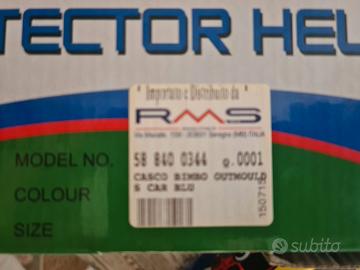 TECTOR HEL
" Importato e Distribuito da "
RMS
MODEL NO.
58 840 0344 q.0001
CASCO BIMBO OUTMOULD
S CAR BLU
COLOUR
SIZE
150715
subito